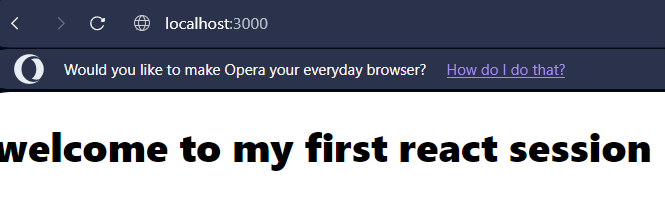 localhost:3000
Would you like to make Opera your everyday browser? How do I do that?
welcome to my first react session